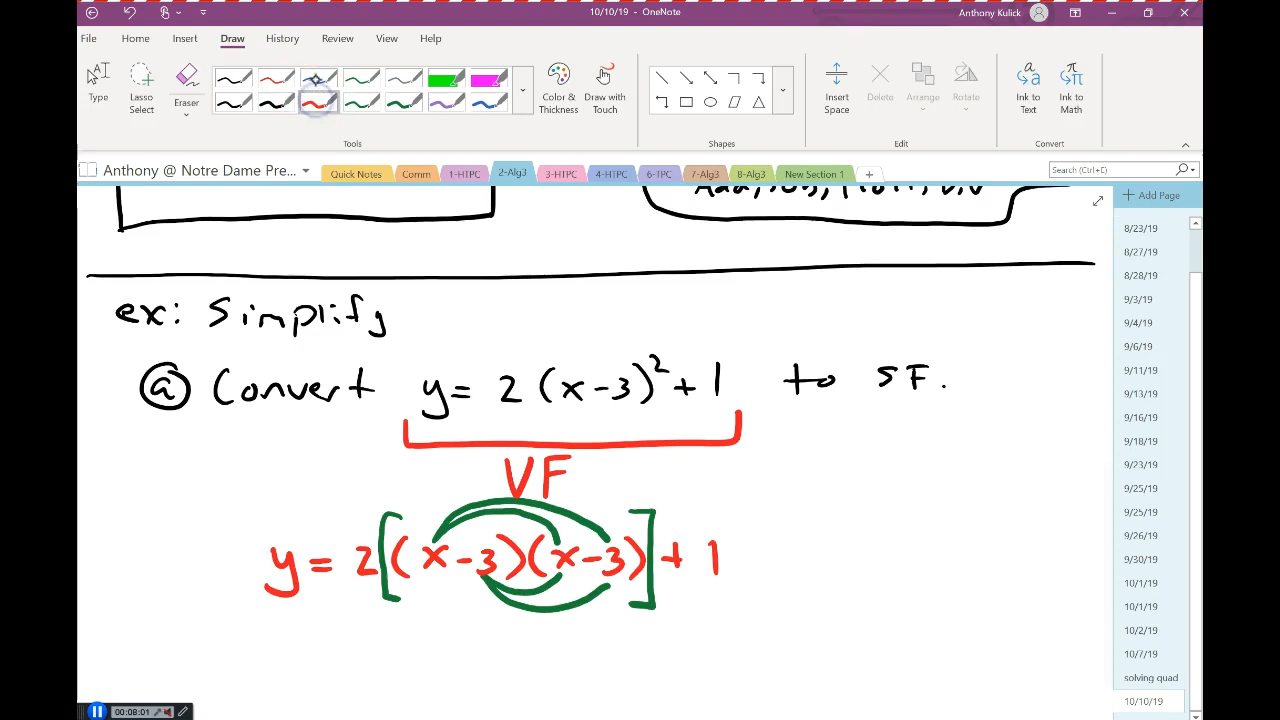 10/10/19 - OneNote
Anthony Kulick
File Home Insert Draw History Review View Help
Type
Lasso Select
Eraser
Color & Thickness
Draw with Touch
Insert Space
Delete
Arrange
Rotate
Ink to Text
Ink to Math
Tools
Shapes
Edit
Convert
Anthony @ Notre Dame Pre...
Quick Notes Comm 1-HTPC 2-Alg3 3-HTPC 4-HTPC 6-TPC 7-Alg3 8-Alg3 New Section 1 +
Search (Ctrl+E)
+ Add Page
8/23/19
8/27/19
8/28/19
9/3/19
9/4/19
9/6/19
9/11/19
9/13/19
9/16/19
9/18/19
9/23/19
9/25/19
9/25/19
9/26/19
9/30/19
10/1/19
10/1/19
10/2/19
10/7/19
solving quad
10/10/19
ex: Simplify
ⓐ Convert y = 2(x-3)² + 1 to SF.
VF
y = 2[(x-3)(x-3)] + 1
00:08:01